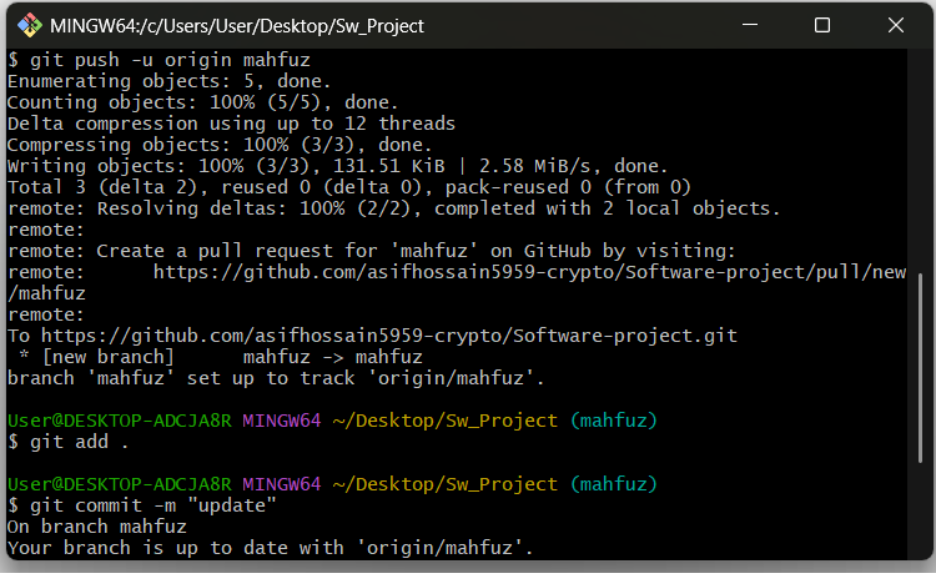 MINGW64:/c/Users/User/Desktop/Sw_Project
$ git push -u origin mahfuz
Enumerating objects: 5, done.
Counting objects: 100% (5/5), done.
Delta compression using up to 12 threads
Compressing objects: 100% (3/3), done.
Writing objects: 100% (3/3), 131.51 KiB | 2.58 MiB/s, done.
Total 3 (delta 2), reused 0 (delta 0), pack-reused 0 (from 0)
remote: Resolving deltas: 100% (2/2), completed with 2 local objects.
remote:
remote: Create a pull request for 'mahfuz' on GitHub by visiting:
remote:      https://github.com/asifhossain5959-crypto/Software-project/pull/new
/mahfuz
remote:
To https://github.com/asifhossain5959-crypto/Software-project.git
 * [new branch]      mahfuz -> mahfuz
branch 'mahfuz' set up to track 'origin/mahfuz'.
User@DESKTOP-ADCJA8R MINGW64 ~/Desktop/Sw_Project (mahfuz)
$ git add .
User@DESKTOP-ADCJA8R MINGW64 ~/Desktop/Sw_Project (mahfuz)
$ git commit -m "update"
On branch mahfuz
Your branch is up to date with 'origin/mahfuz'.